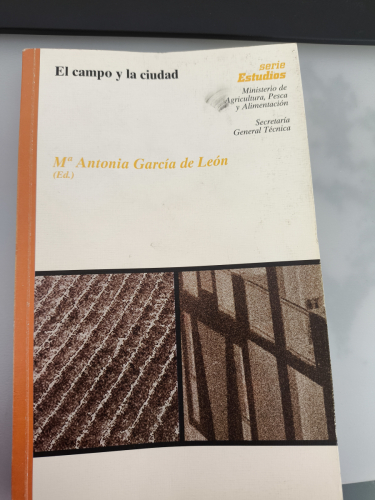 El campo y la ciudad
serie
Estudios
Ministerio de
Agricultura, Pesca
y Alimentación
Secretaría
General Técnica
Mª Antonia García de León
(Ed.)